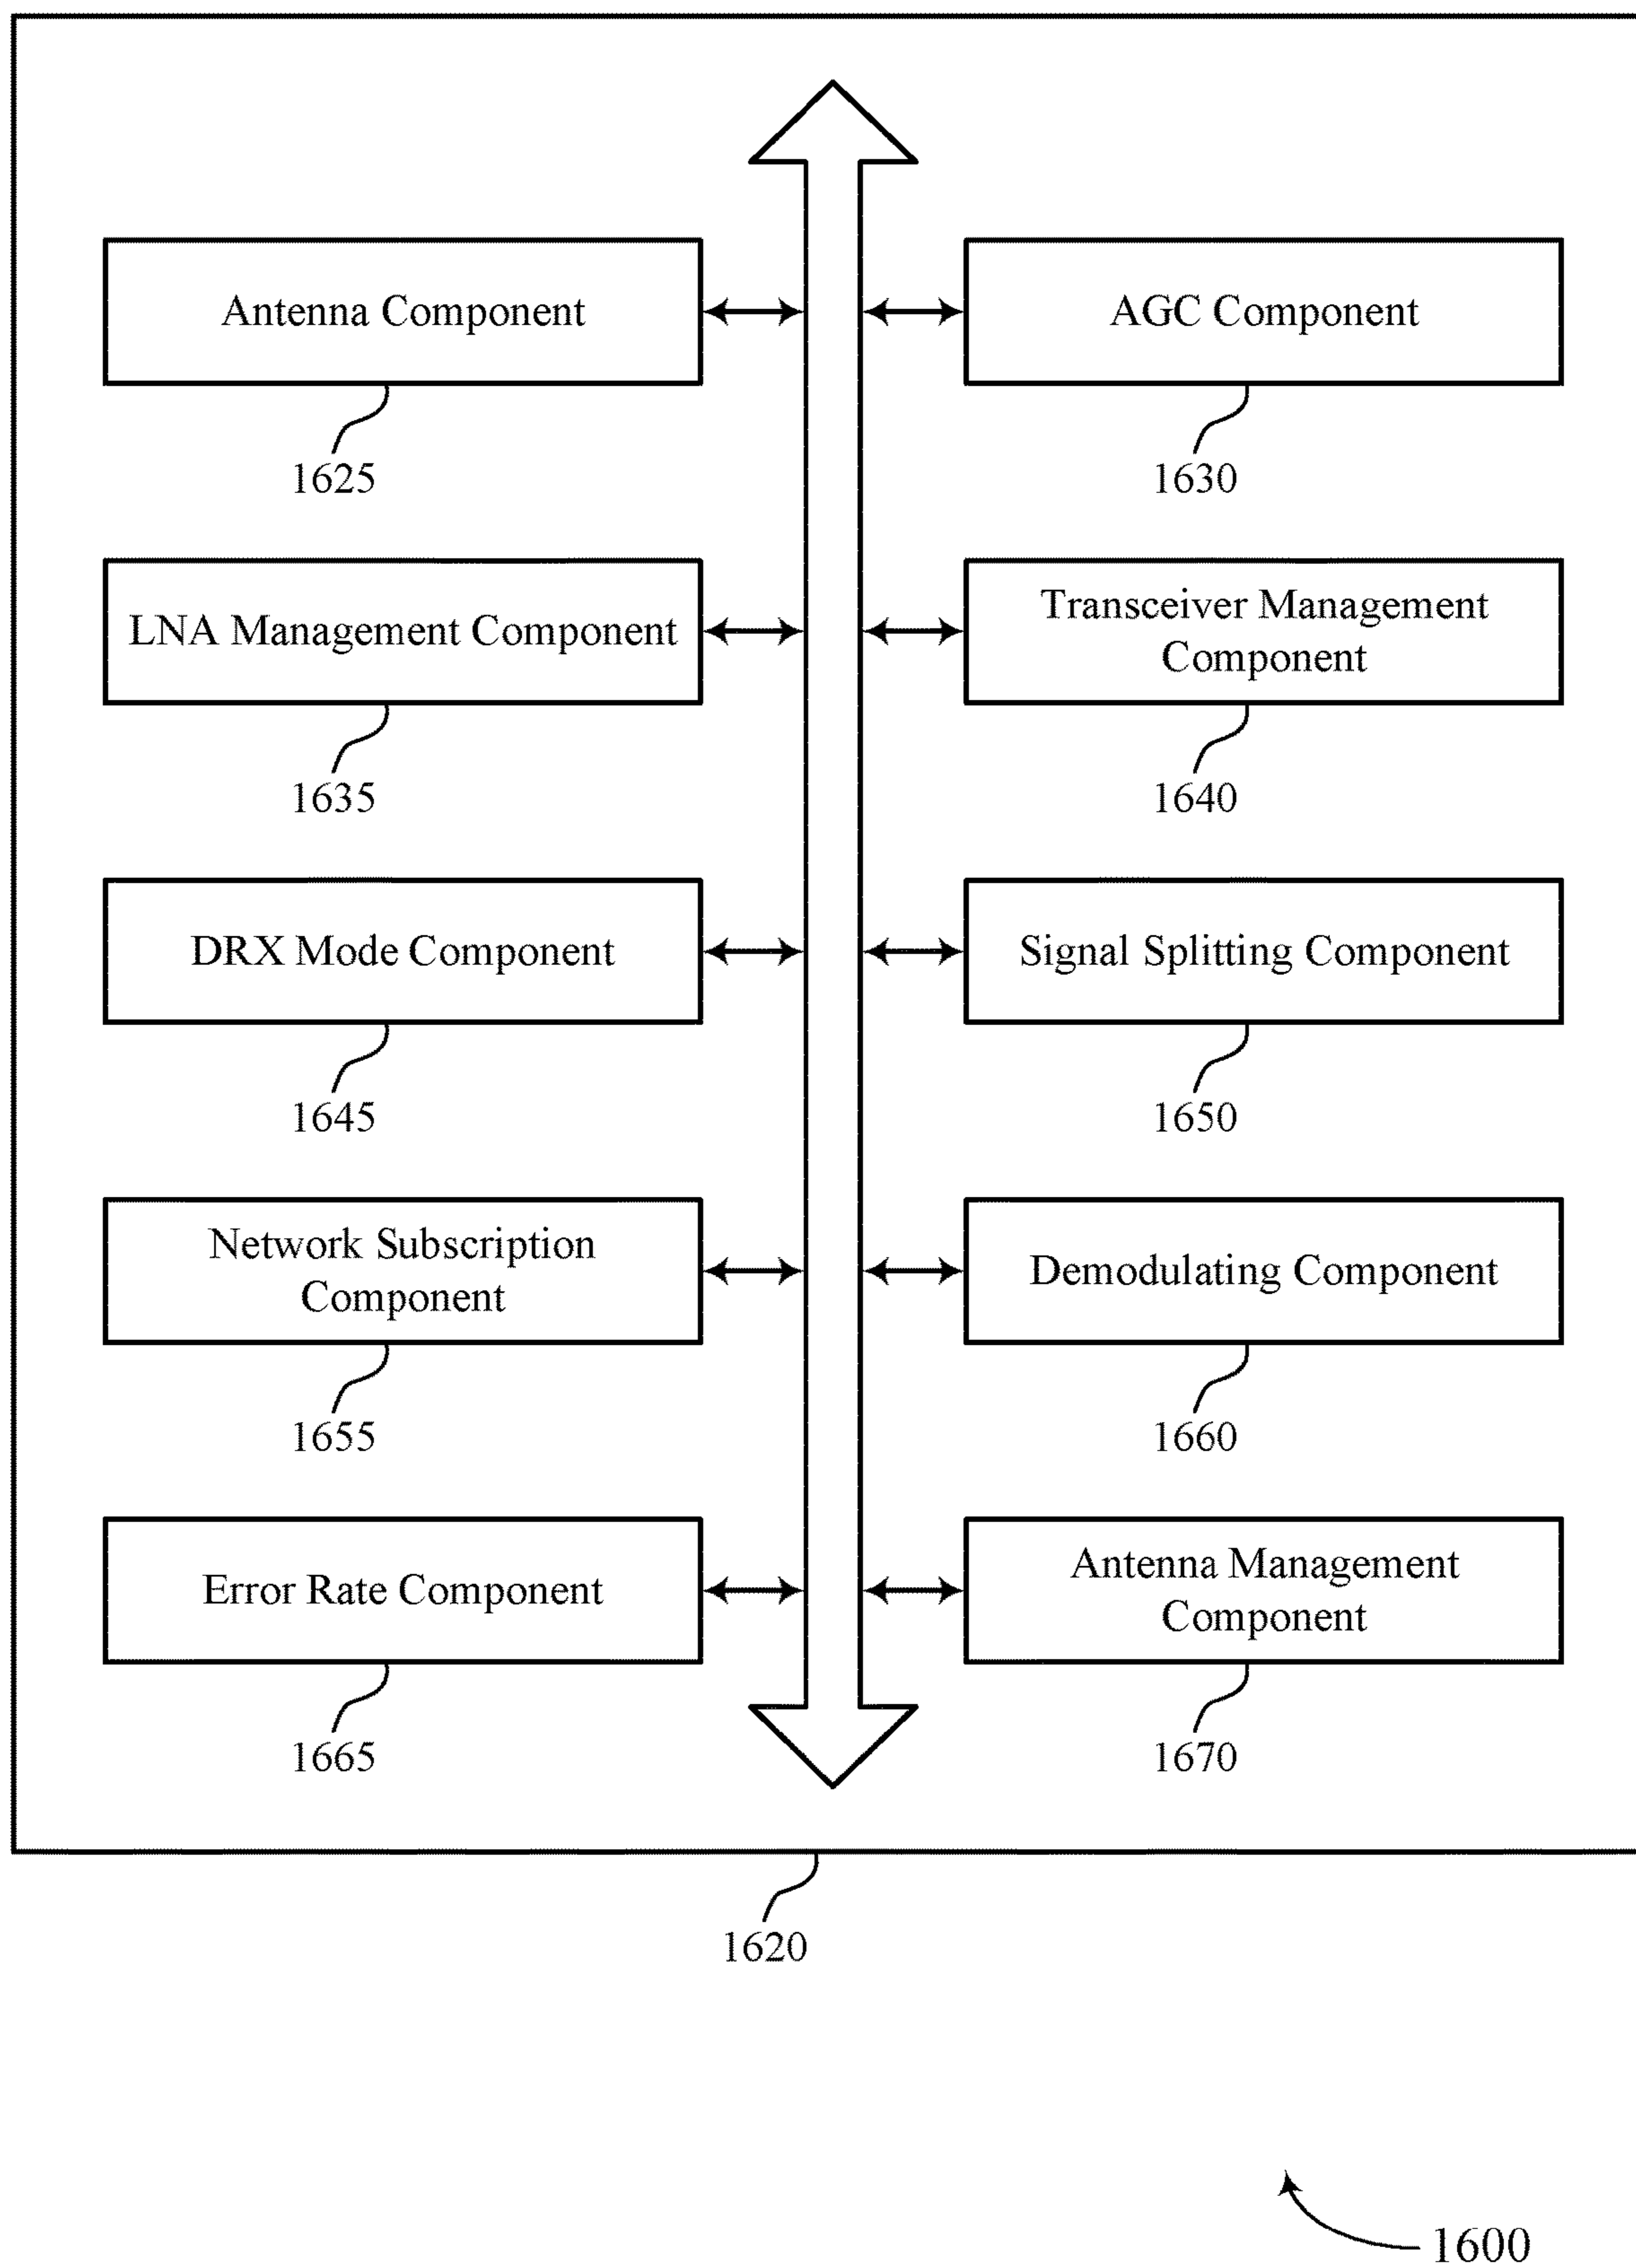 Antenna Component
AGC Component
1625
1630
LNA Management Component
Transceiver Management
Component
1635
1640
DRX Mode Component
Signal Splitting Component
1645
1650
Network Subscription
Component
Demodulating Component
1655
1660
Error Rate Component
Antenna Management
Component
1665
1670
1620
1600